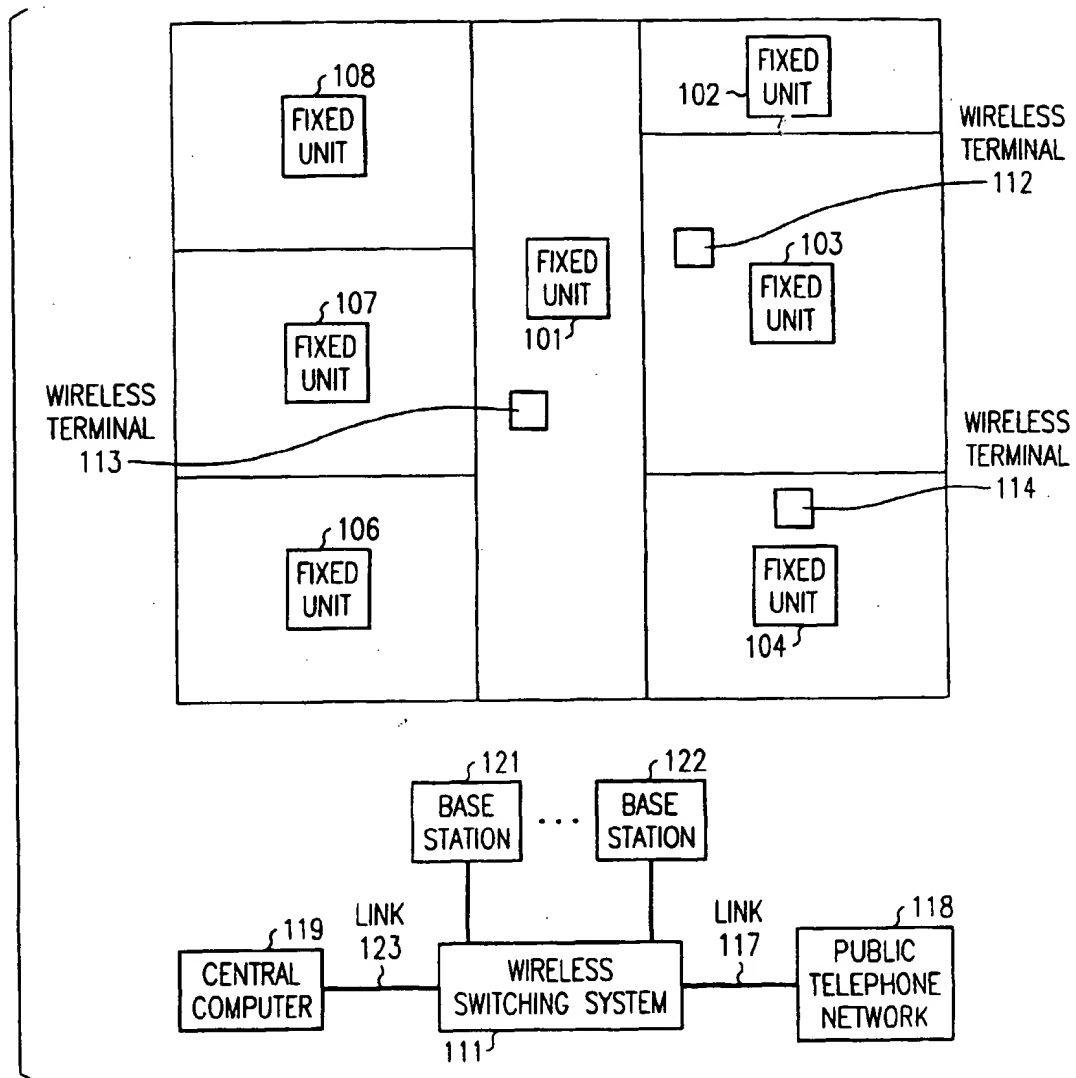 108
FIXED
UNIT
102
FIXED
UNIT
WIRELESS
TERMINAL
112
103
FIXED
UNIT
FIXED
UNIT
101
107
FIXED
UNIT
WIRELESS
TERMINAL
113
WIRELESS
TERMINAL
114
106
FIXED
UNIT
FIXED
UNIT
104
121
BASE
STATION
...
122
BASE
STATION
119
CENTRAL
COMPUTER
LINK
123
WIRELESS
SWITCHING SYSTEM
111
LINK
117
118
PUBLIC
TELEPHONE
NETWORK